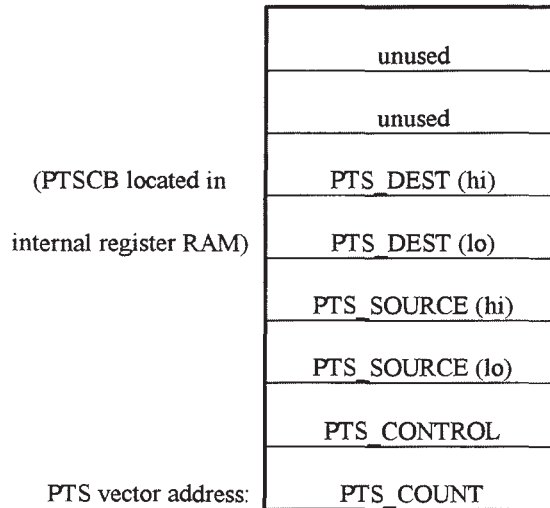 unused
unused
(PTSCB located in PTS_DEST (hi)
internal register RAM) PTS_DEST (lo)
PTS_SOURCE (hi)
PTS_SOURCE (lo)
PTS_CONTROL
PTS vector address: PTS_COUNT